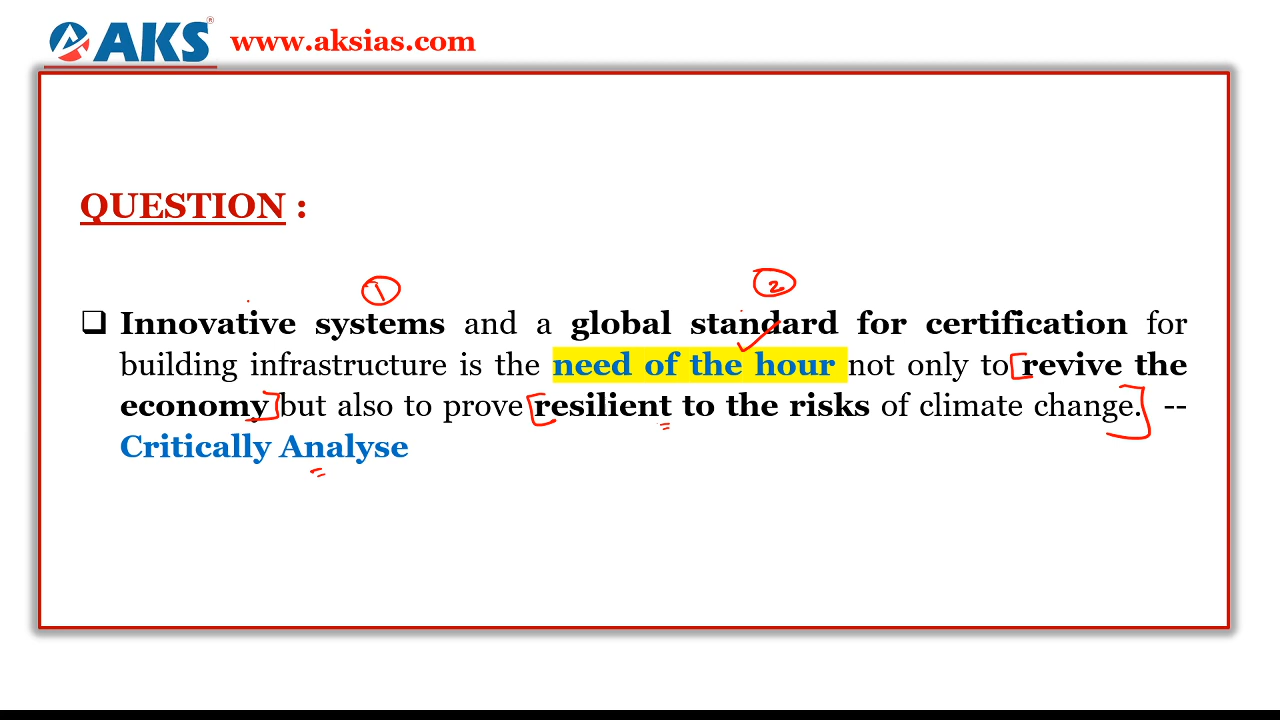 AKS® www.aksias.com
QUESTION :
1 2
❑ Innovative systems and a global standard for certification for
building infrastructure is the need of the hour not only to revive the
economy but also to prove resilient to the risks of climate change. --
Critically Analyse